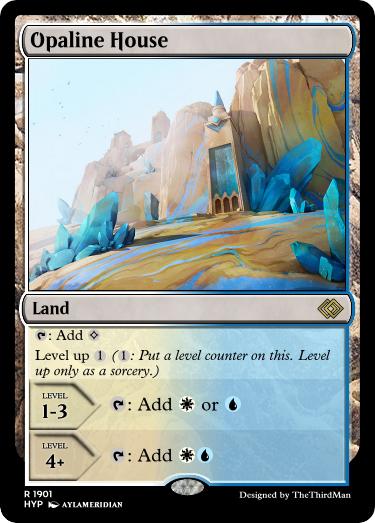 Opaline House
Land
: Add
Level up 1 (1: Put a level counter on this. Level
up only as a sorcery.)
LEVEL
1-3
: Add or
LEVEL
4+
: Add
R 1901
HYP AYLAMERIDIAN
Designed by TheThirdMan